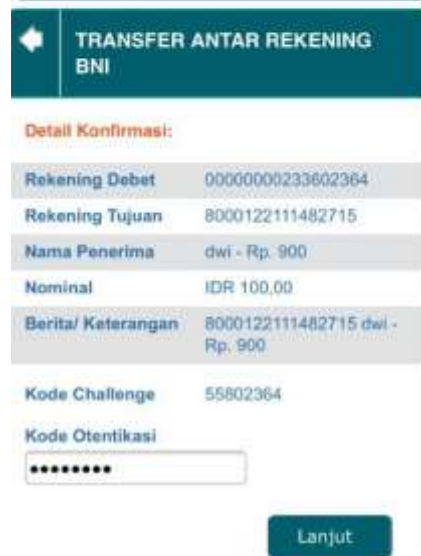 TRANSFER ANTAR REKENING
BNI
Detail Konfirmasi:
Rekening Debet 00000000233602364
Rekening Tujuan 8000122111482715
Nama Penerima dwi - Rp. 900
Nominal IDR 100,00
Berita/ Keterangan 8000122111482715 dwi -
Rp. 900
Kode Challenge 55802364
Kode Otentikasi
••••••••
Lanjut